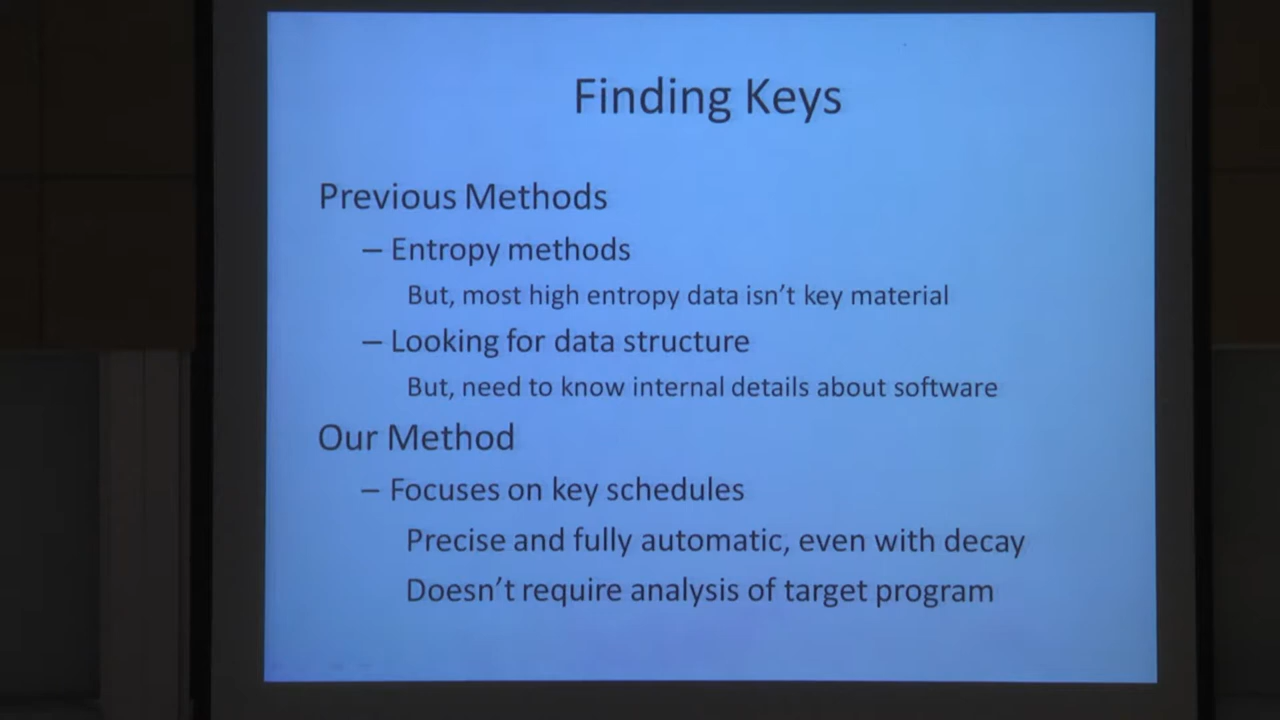 Finding Keys
Previous Methods
– Entropy methods
But, most high entropy data isn't key material
– Looking for data structure
But, need to know internal details about software
Our Method
– Focuses on key schedules
Precise and fully automatic, even with decay
Doesn't require analysis of target program